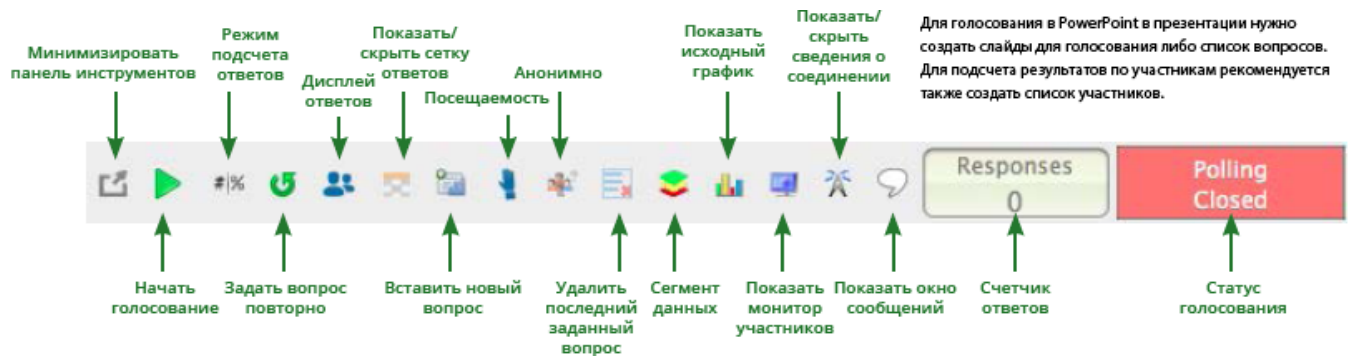 Минимизировать
панель инструментов
Режим
подсчета
ответов
Дисплей
ответов
Показать/
скрыть сетку
ответов
Посещаемость
Анонимно
Показать
исходный
график
Показать/
скрыть
сведения о
соединении
Для голосования в PowerPoint в презентации нужно
создать слайды для голосования либо список вопросов.
Для подсчета результатов по участникам рекомендуется
также создать список участников.
#|%
Responses
0
Polling
Closed
Начать
голосование
Задать вопрос
повторно
Вставить новый
вопрос
Удалить
последний
заданный
вопрос
Сегмент
данных
Показать
монитор
участников
Показать окно
сообщений
Счетчик
ответов
Статус
голосования